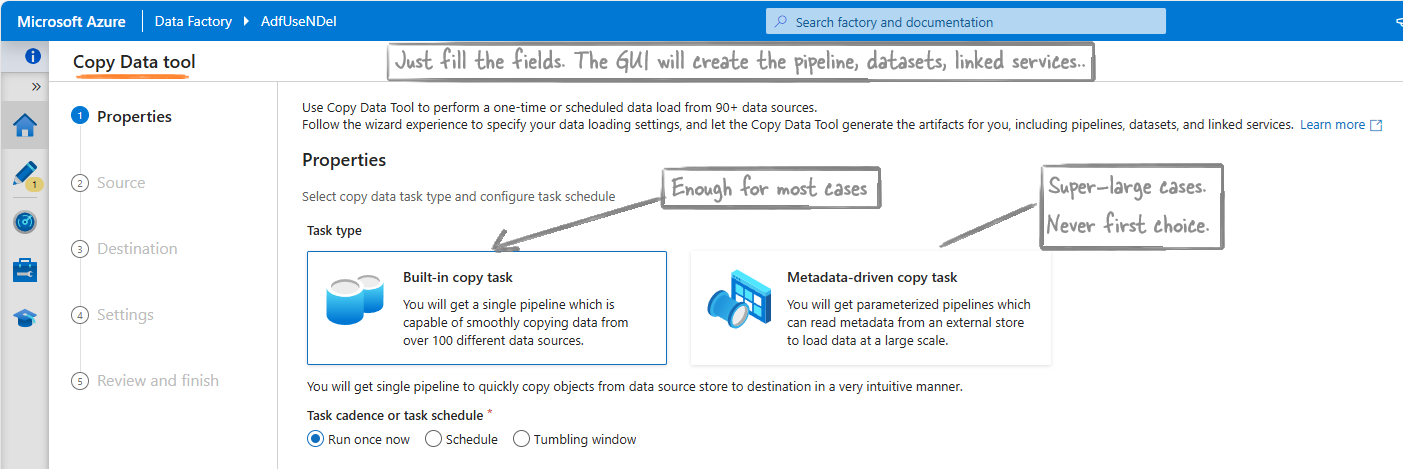 Microsoft Azure
Data Factory
AdfUseNDel
Search factory and documentation
Copy Data tool
Just fill the fields. The GUI will create the pipeline, datasets, linked services..
1 Properties
2 Source
3 Destination
4 Settings
5 Review and finish
1
Use Copy Data Tool to perform a one-time or scheduled data load from 90+ data sources.
Follow the wizard experience to specify your data loading settings, and let the Copy Data Tool generate the artifacts for you, including pipelines, datasets, and linked services. Learn more
Properties
Select copy data task type and configure task schedule
Enough for most cases
Super-large cases.
Never first choice.
Task type
Built-in copy task
You will get a single pipeline which is
capable of smoothly copying data from
over 100 different data sources.
Metadata-driven copy task
You will get parameterized pipelines which
can read metadata from an external store
to load data at a large scale.
You will get single pipeline to quickly copy objects from data source store to destination in a very intuitive manner.
Task cadence or task schedule *
Run once now
Schedule
Tumbling window